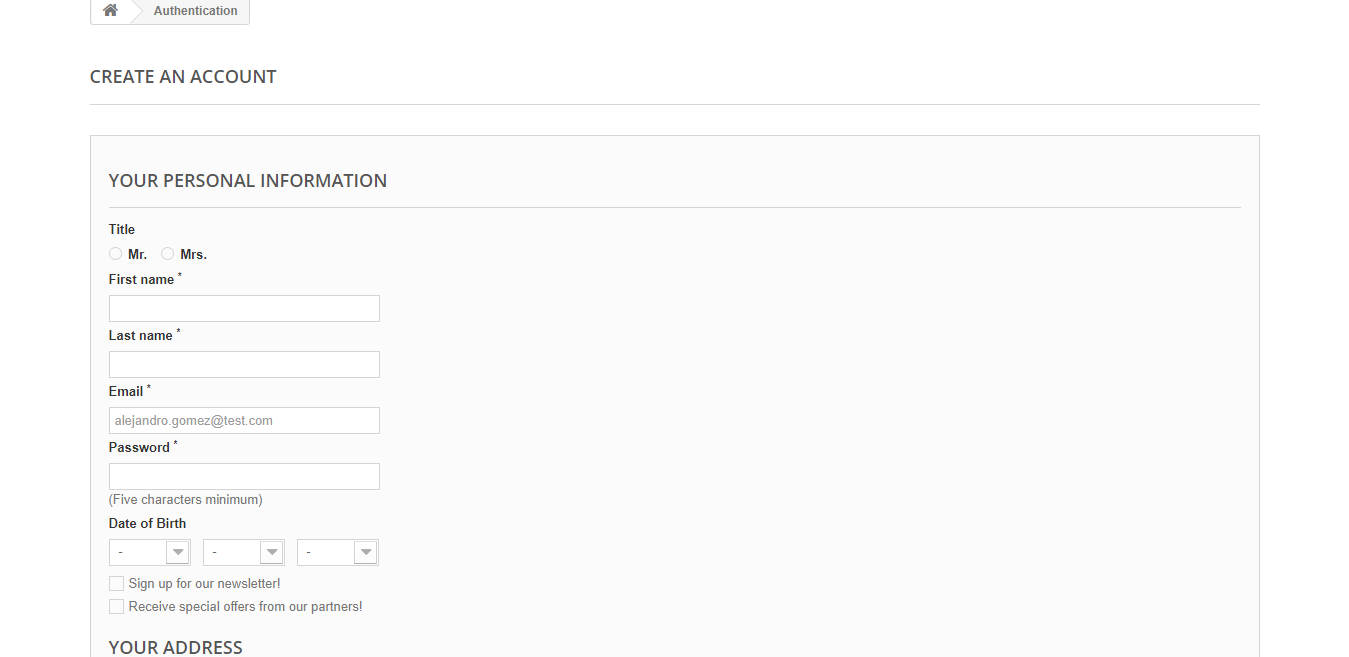 Authentication
CREATE AN ACCOUNT
YOUR PERSONAL INFORMATION
Title
Mr. Mrs.
First name *
Last name *
Email *
alejandro.gomez@test.com
Password *
(Five characters minimum)
Date of Birth
- - -
Sign up for our newsletter!
Receive special offers from our partners!
YOUR ADDRESS